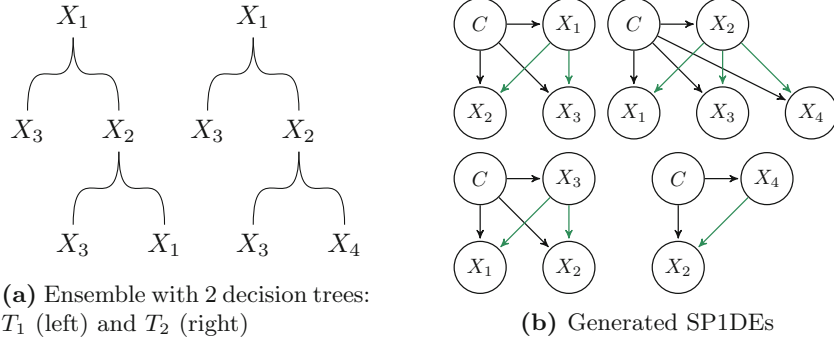 X₁ X₁
X₃ X₂ X₃ X₂
X₃ X₁ X₃ X₄
(a) Ensemble with 2 decision trees:
T₁ (left) and T₂ (right)
C X₁ C X₂
X₂ X₃ X₁ X₃ X₄
C X₃ C X₄
X₁ X₂ X₂
(b) Generated SP1DEs